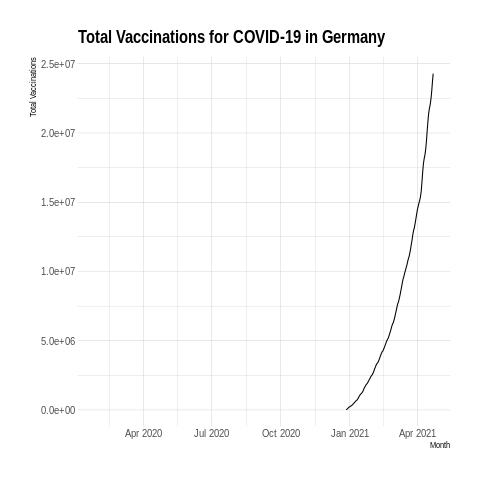 Total Vaccinations for COVID-19 in Germany
Total Vaccinations
2.5e+07
2.0e+07
1.5e+07
1.0e+07
5.0e+06
0.0e+00
Apr 2020 Jul 2020 Oct 2020 Jan 2021 Apr 2021
Month